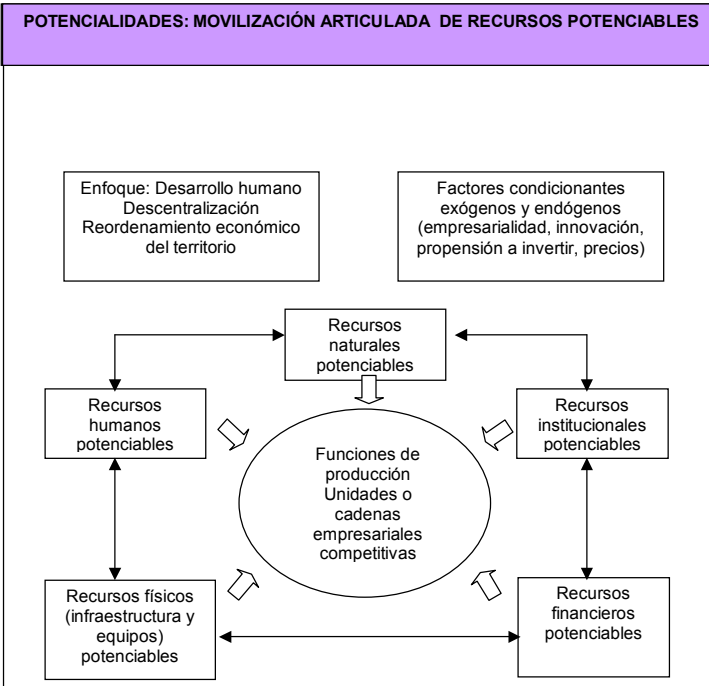 POTENCIALIDADES: MOVILIZACIÓN ARTICULADA DE RECURSOS POTENCIABLES
Enfoque: Desarrollo humano
Descentralización
Reordenamiento económico
del territorio
Factores condicionantes
exógenos y endógenos
(empresarialidad, innovación,
propensión a invertir, precios)
Recursos
naturales
potenciables
Recursos
humanos
potenciables
Recursos
institucionales
potenciables
Funciones de
producción
Unidades o
cadenas
empresariales
competitivas
Recursos físicos
(infraestructura y
equipos)
potenciables
Recursos
financieros
potenciables